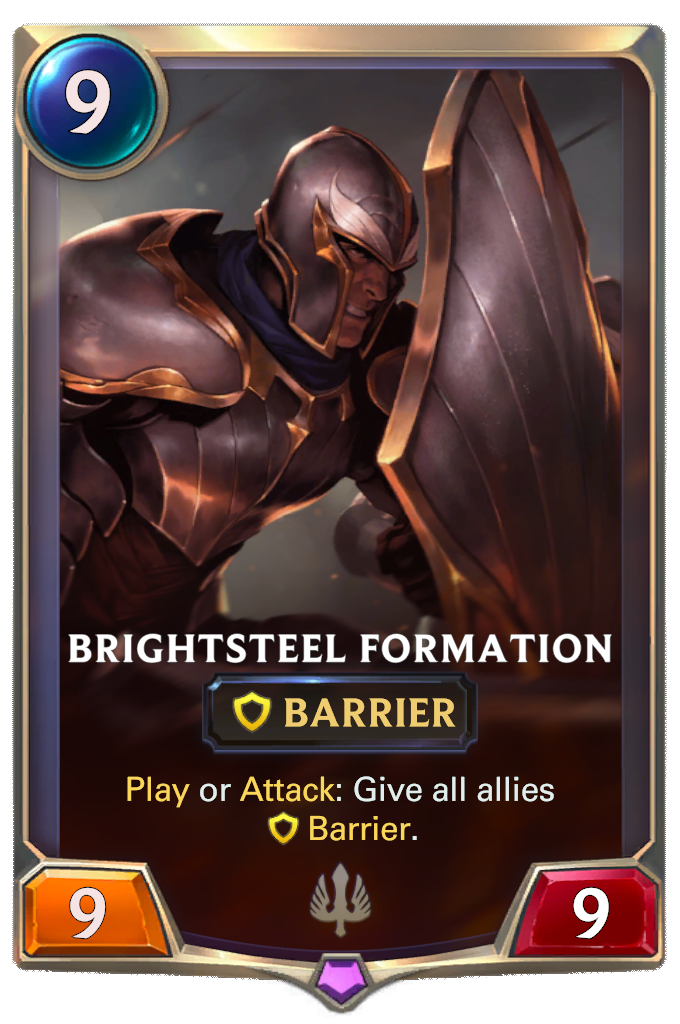 9
BRIGHTSTEEL FORMATION
BARRIER
Play or Attack: Give all allies
Barrier.
9
9